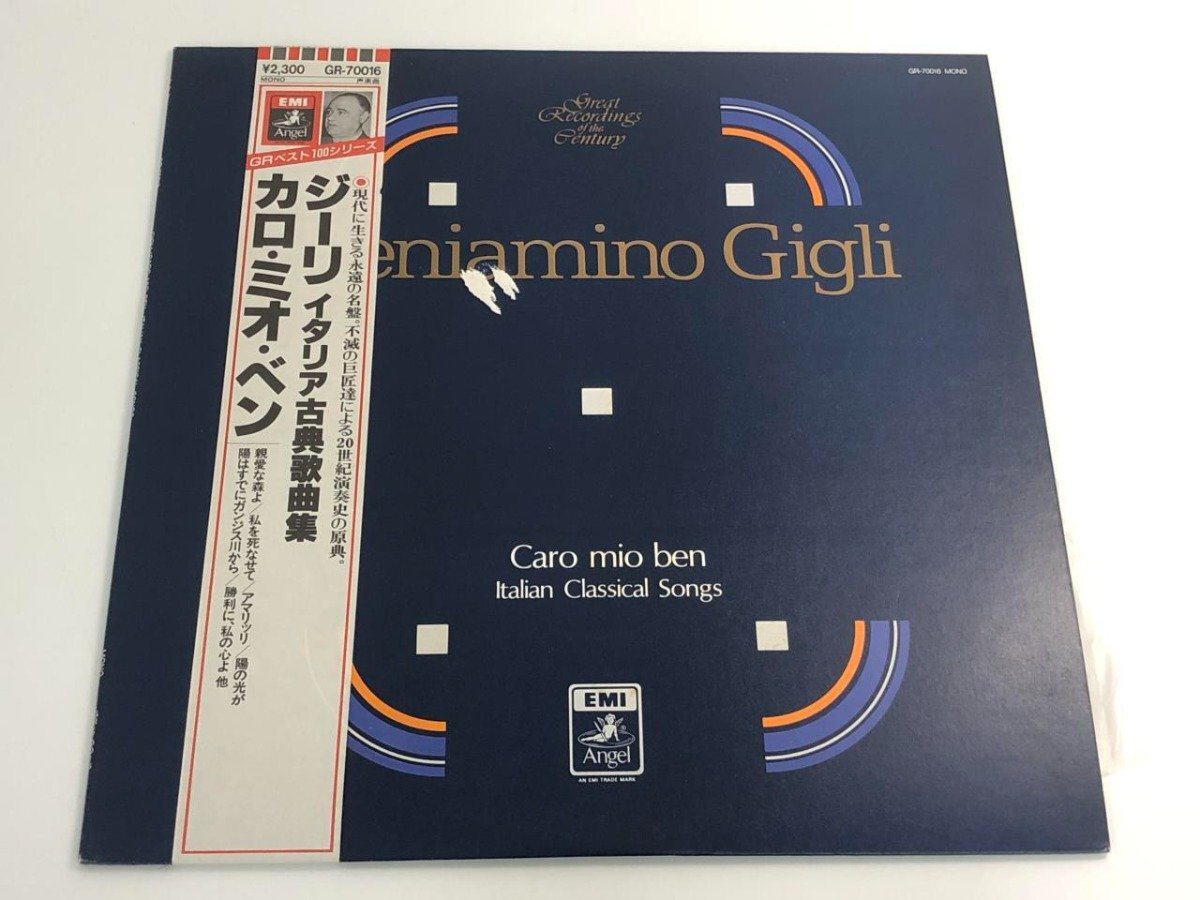 ¥2,300 GR-70016
MONO 声楽曲
EMI
Angel
GRベスト100シリーズ
●現代に生きる永遠の名盤。不滅の巨匠達による20世紀演奏史の原典。
ジーリ イタリア古典歌曲集
カロ・ミオ・ベン
親愛な森よ/私を死なせて/アマリッリ/陽の光が
陽はすでにガンジス川から/勝利に、私の心よ 他
GR-70016 MONO
Great
Recordings
of the
Century
eniamino Gigli
Caro mio ben
Italian Classical Songs
EMI
Angel
AN EMI TRADE MARK